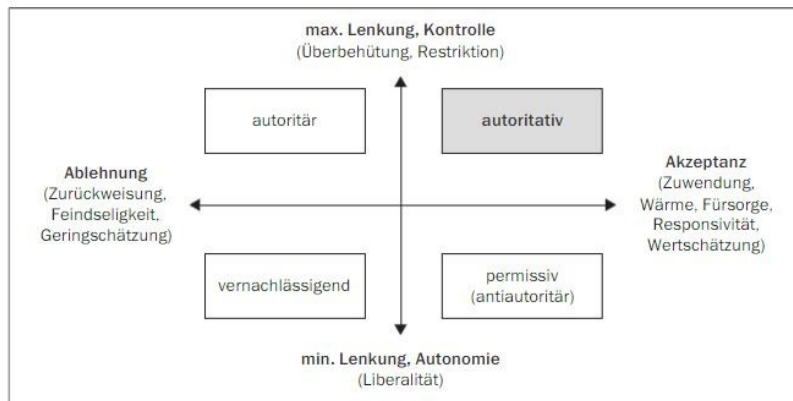 max. Lenkung, Kontrolle
(Überbehütung, Restriktion)
autoritär
autoritativ
Ablehnung
(Zurückweisung,
Feindseligkeit,
Geringschätzung)
Akzeptanz
(Zuwendung,
Wärme, Fürsorge,
Responsivität,
Wertschätzung)
vernachlässigend
permissiv
(antiautoritär)
min. Lenkung, Autonomie
(Liberalität)